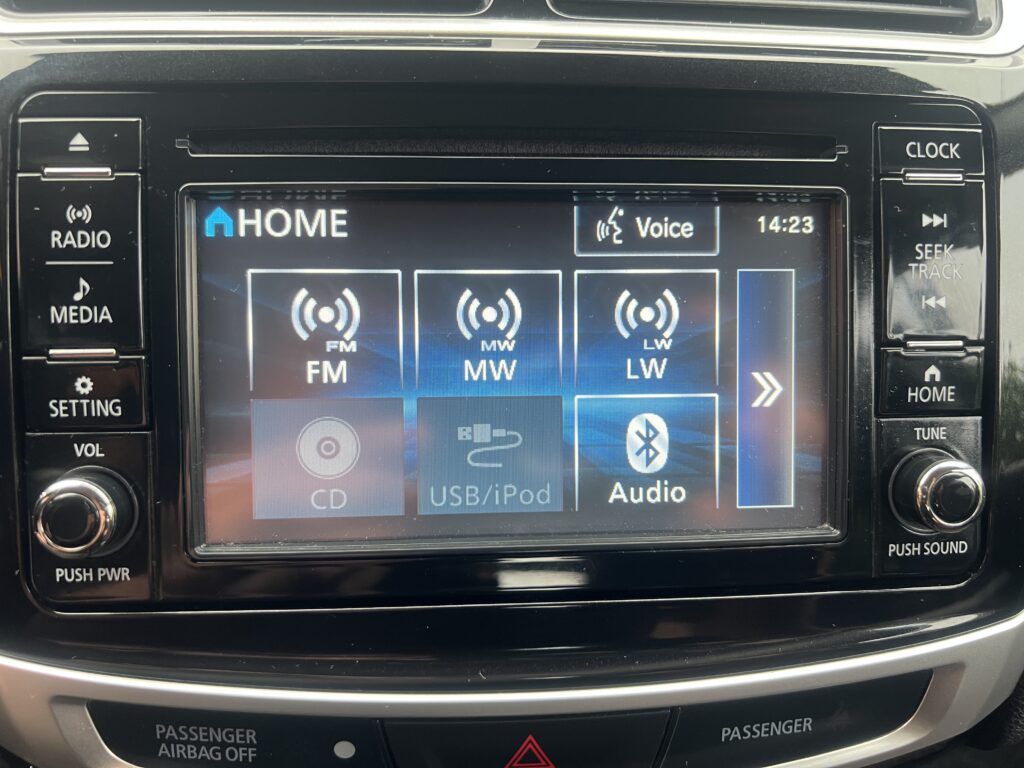 CLOCK
RADIO
MEDIA
SEEK
TRACK
SETTING
HOME
VOL
TUNE
PUSH PWR
PUSH SOUND
HOME
Voice
14:23
FM
FM
MW
MW
LW
LW
CD
USB/iPod
Audio
PASSENGER
AIRBAG OFF
PASSENGER